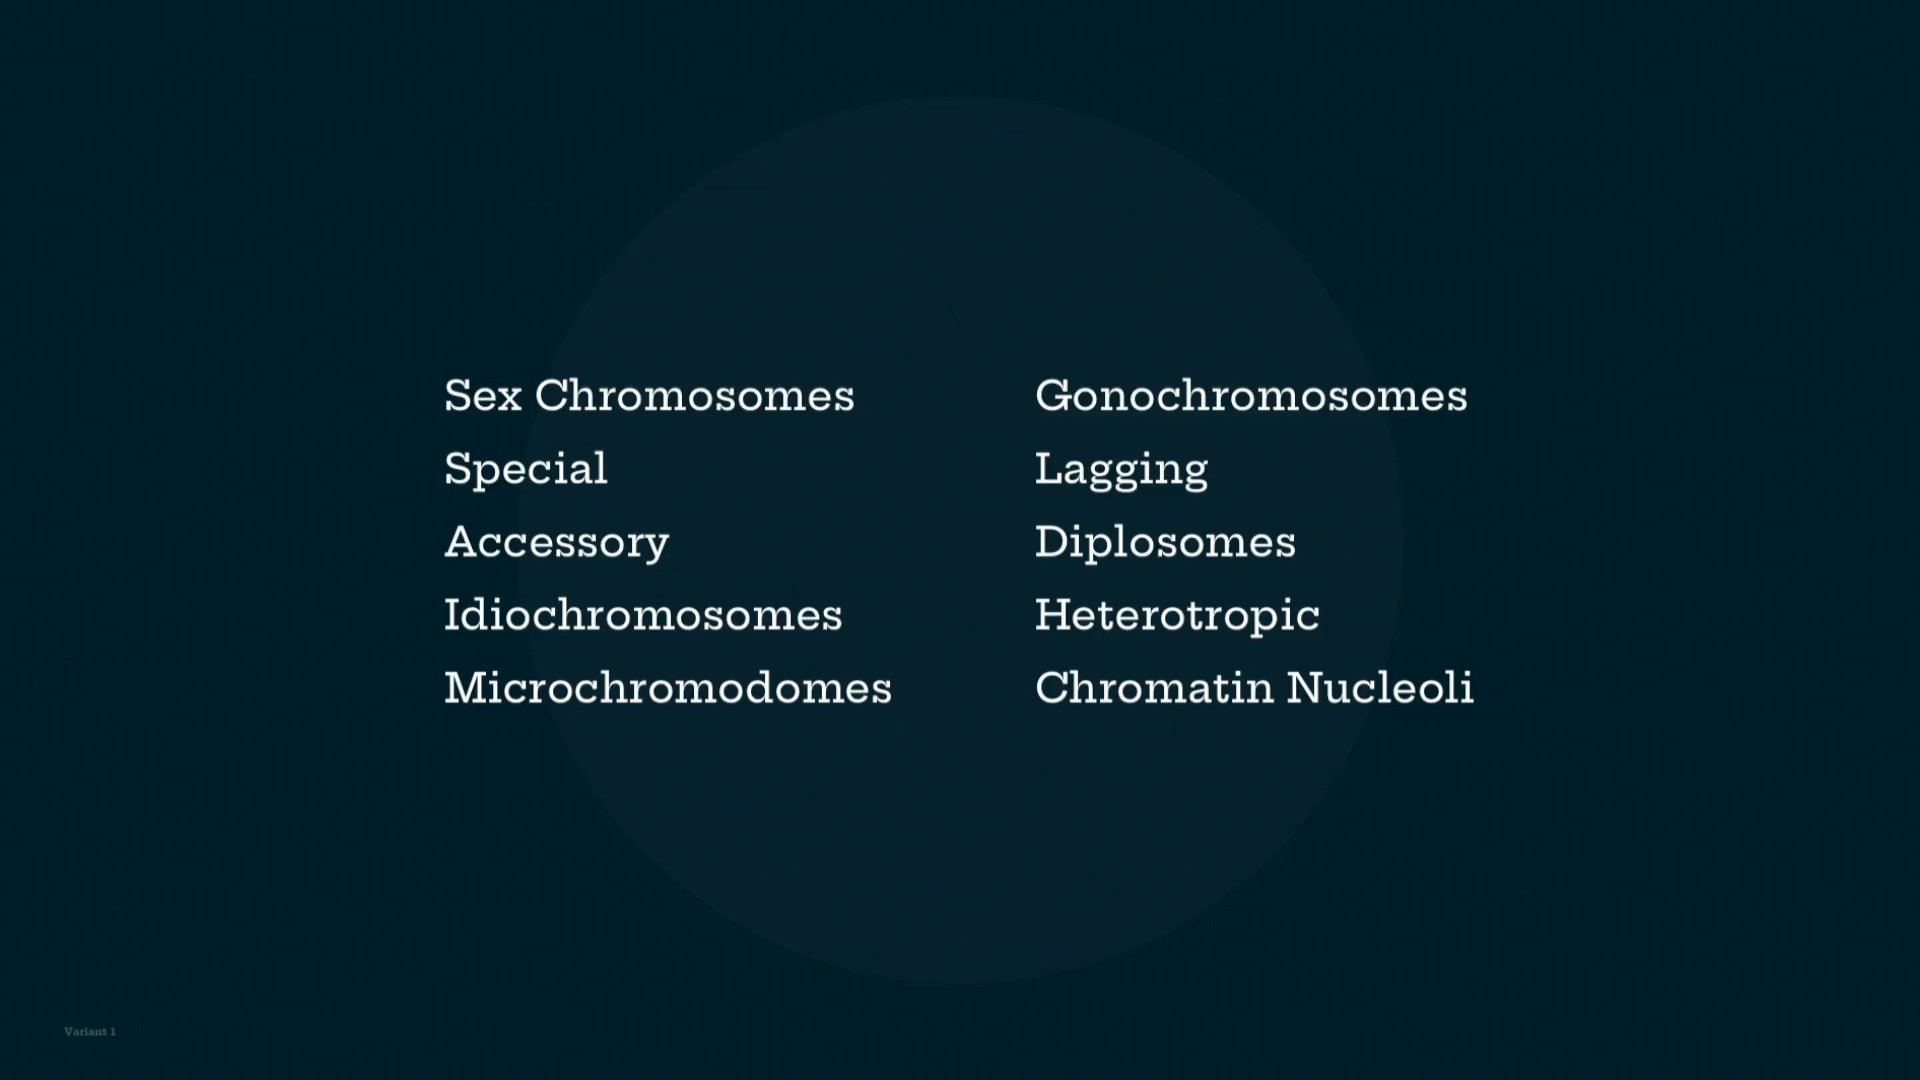 Sex Chromosomes
Special
Accessory
Idiochromosomes
Microchromodomes
Gonochromosomes
Lagging
Diplosomes
Heterotropic
Chromatin Nucleoli
Variant 1